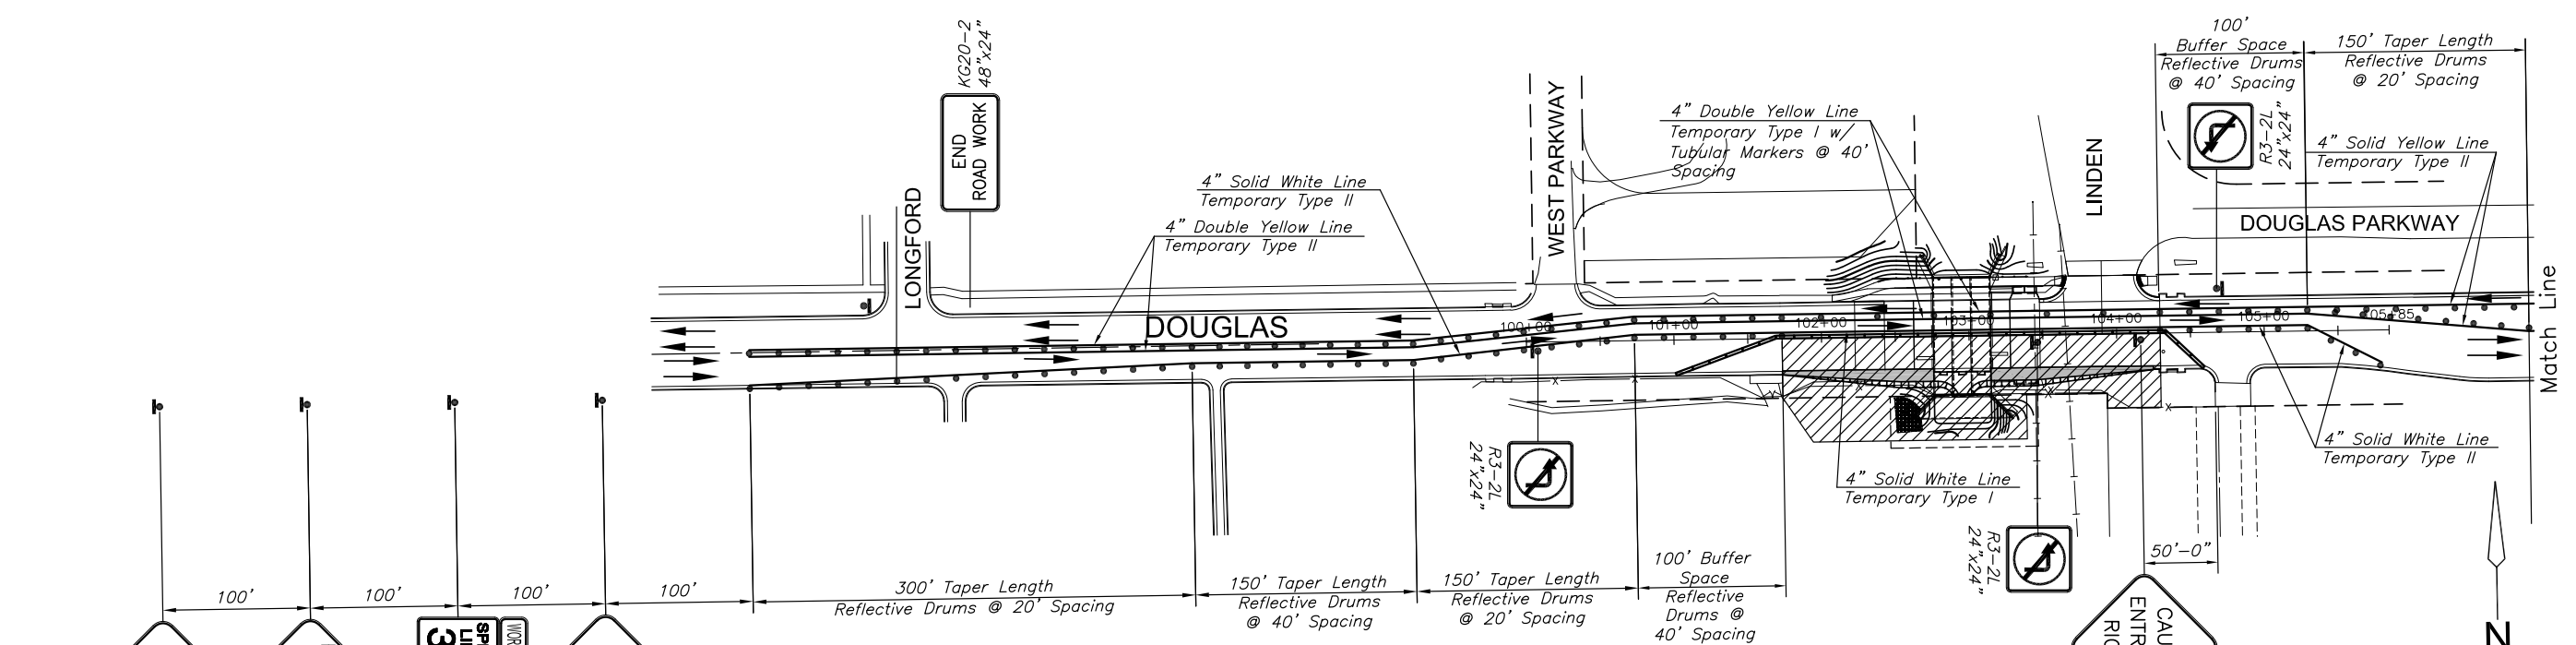 KG20-2
48"x24"
END
ROAD WORK
LONGFORD
4" Solid White Line
Temporary Type II
4" Double Yellow Line
Temporary Type II
DOUGLAS
WEST PARKWAY
4" Double Yellow Line
Temporary Type I w/
Tubular Markers @ 40'
Spacing
LINDEN
100'
Buffer Space
Reflective Drums
@ 40' Spacing
150' Taper Length
Reflective Drums
@ 20' Spacing
R3-2L
24"x24"
4" Solid Yellow Line
Temporary Type II
DOUGLAS PARKWAY
Match Line
100+00
101+00
102+00
103+00
104+00
105+00
105+85
R3-2L
24"x24"
4" Solid White Line
Temporary Type I
4" Solid White Line
Temporary Type II
R3-2L
24"x24"
50'-0"
100'
100'
100'
100'
300' Taper Length
Reflective Drums @ 20' Spacing
150' Taper Length
Reflective Drums
@ 40' Spacing
150' Taper Length
Reflective Drums
@ 20' Spacing
100' Buffer
Space
Reflective
Drums @
40' Spacing
N